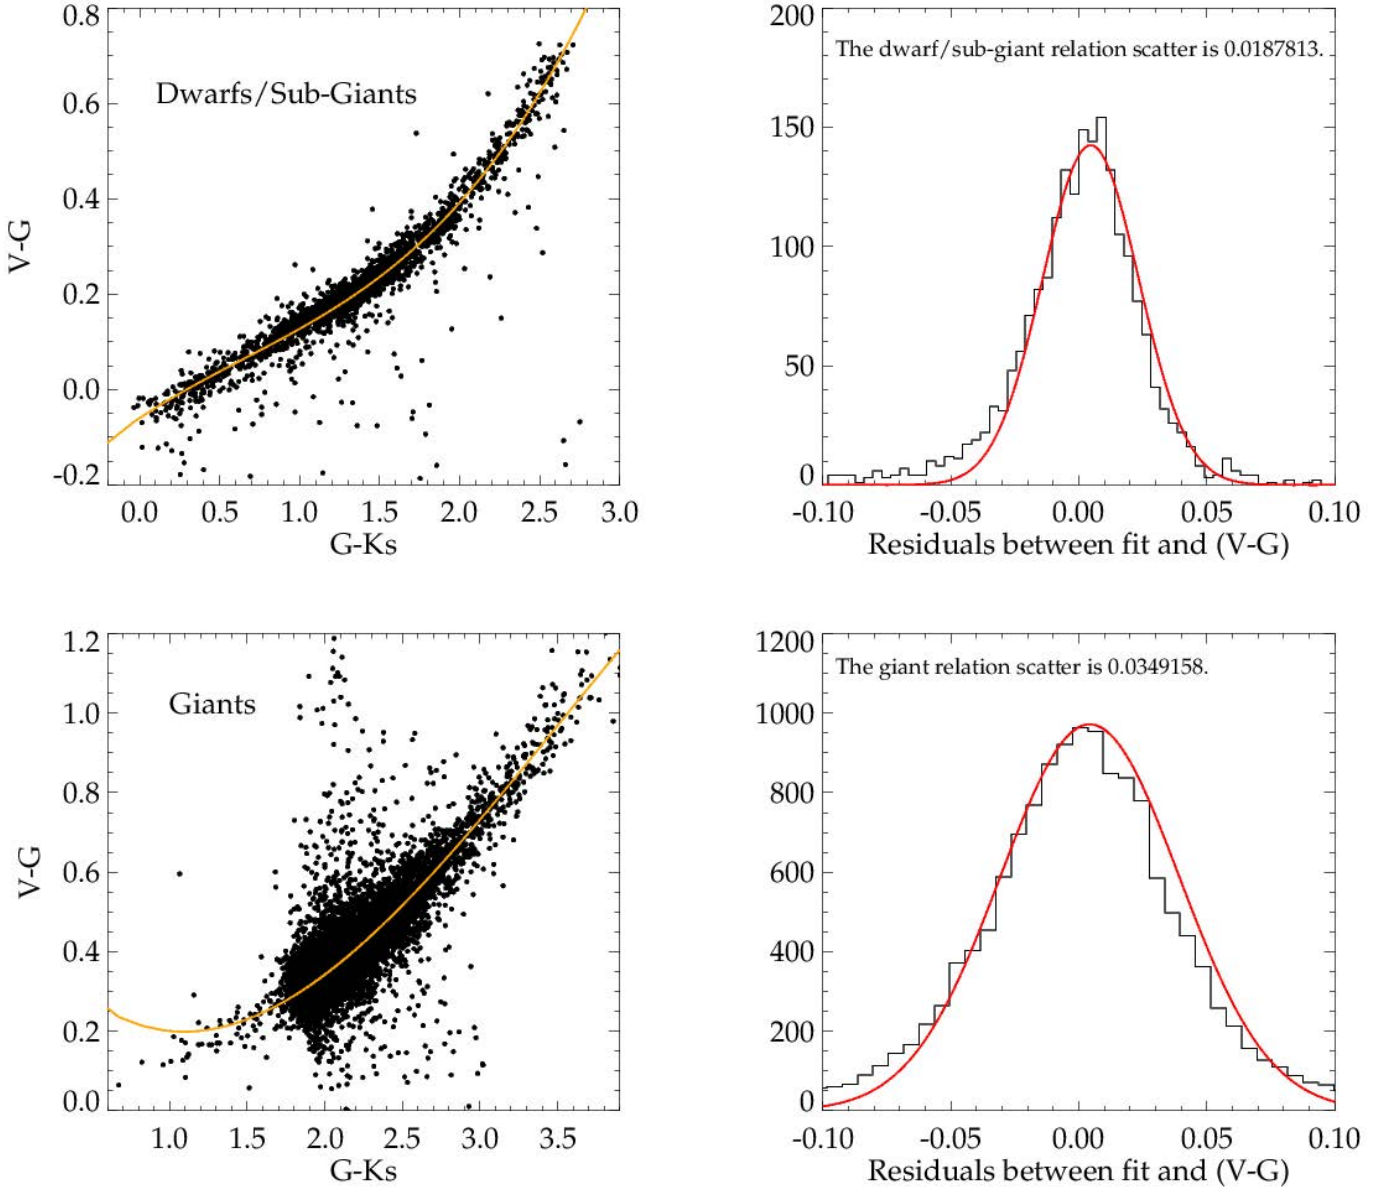 0.8
0.6
0.4
0.2
0.0
-0.2
V-G
Dwarfs/Sub-Giants
0.0 0.5 1.0 1.5 2.0 2.5 3.0
G-Ks
200
150
100
50
0
The dwarf/sub-giant relation scatter is 0.0187813.
-0.10 -0.05 0.00 0.05 0.10
Residuals between fit and (V-G)
1.2
1.0
0.8
0.6
0.4
0.2
0.0
V-G
Giants
1.0 1.5 2.0 2.5 3.0 3.5
G-Ks
1200
1000
800
600
400
200
0
The giant relation scatter is 0.0349158.
-0.10 -0.05 0.00 0.05 0.10
Residuals between fit and (V-G)